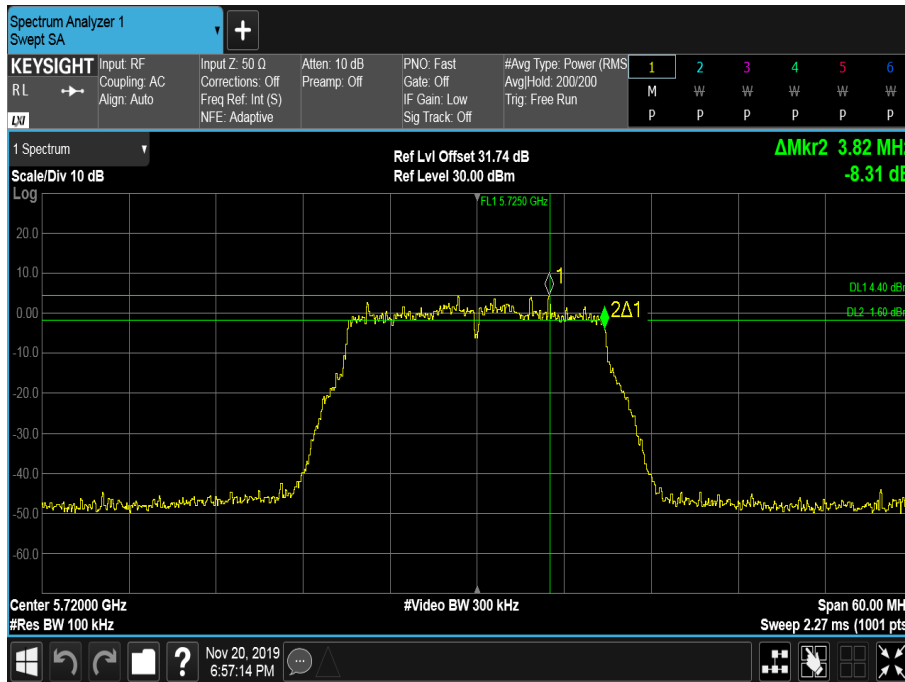 Spectrum Analyzer 1
Swept SA
+
KEYSIGHT
RL
LXI
Input: RF
Coupling: AC
Align: Auto
Input Z: 50 Ω
Corrections: Off
Freq Ref: Int (S)
NFE: Adaptive
Atten: 10 dB
Preamp: Off
PNO: Fast
Gate: Off
IF Gain: Low
Sig Track: Off
#Avg Type: Power (RMS
Avg|Hold: 200/200
Trig: Free Run
1 2 3 4 5 6
M W W W W W
P P P P P P
1 Spectrum
Scale/Div 10 dB
Log
Ref Lvl Offset 31.74 dB
Ref Level 30.00 dBm
ΔMkr2 3.82 MHz
-8.31 dB
FL1 5.7250 GHz
20.0
10.0
1
DL1 4.40 dBm
0.00
2Δ1
DL2 -1.60 dBm
-10.0
-20.0
-30.0
-40.0
-50.0
-60.0
Center 5.72000 GHz
#Video BW 300 kHz
Span 60.00 MH
#Res BW 100 kHz
Sweep 2.27 ms (1001 pts
?
Nov 20, 2019
6:57:14 PM